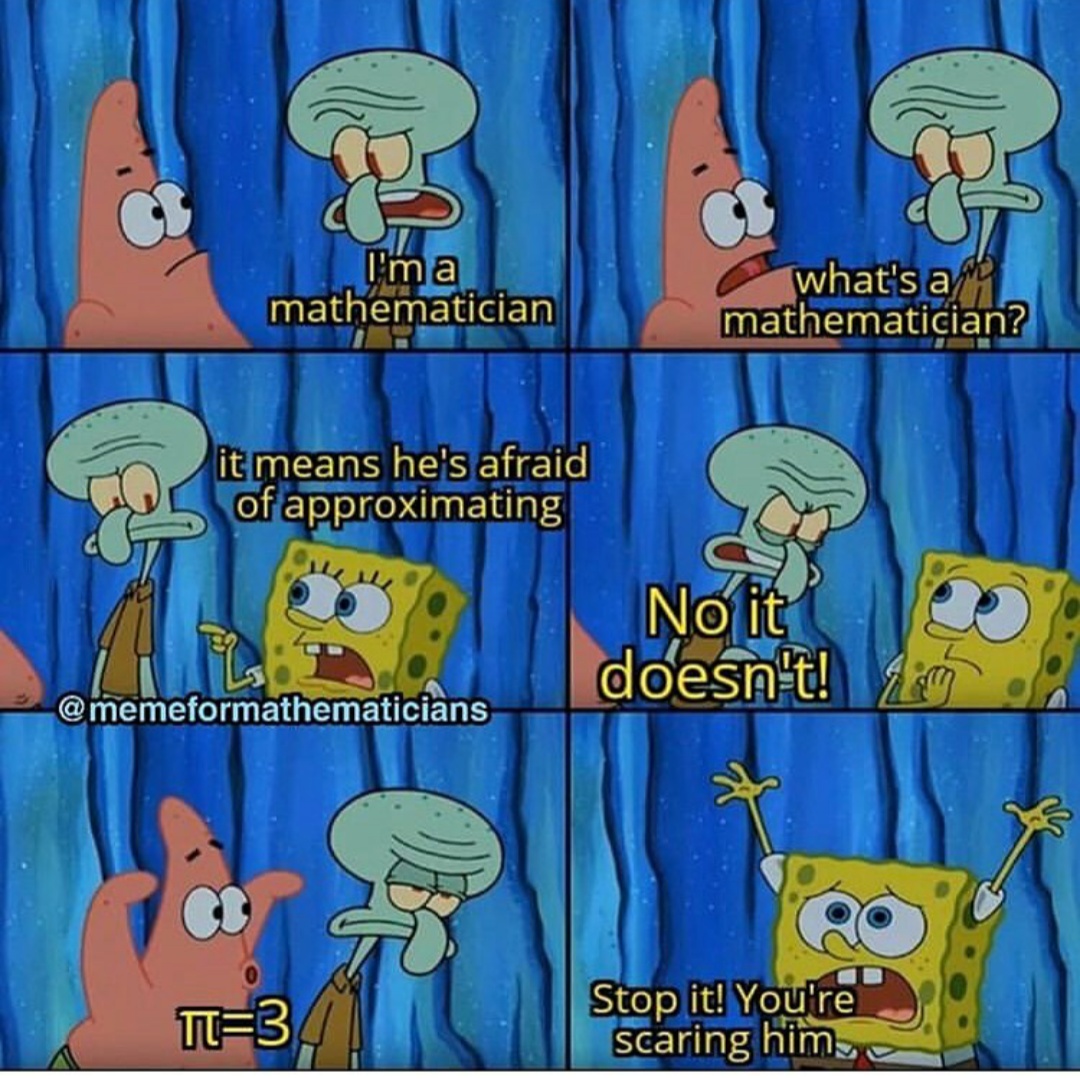 I'm a
mathematician
what's a
mathematician?
it means he's afraid
of approximating
No it
doesn't!
@memeformathematicians
π=3
Stop it! You're
scaring him